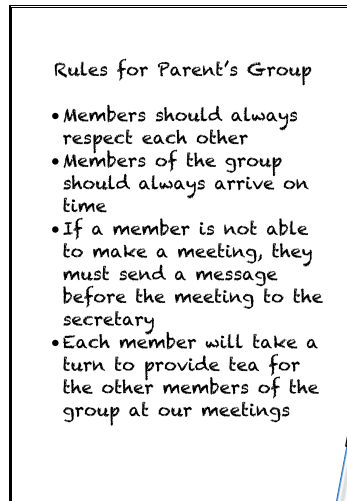 Rules for Parent's Group
• Members should always
respect each other
• Members of the group
should always arrive on
time
• If a member is not able
to make a meeting, they
must send a message
before the meeting to the
secretary
• Each member will take a
turn to provide tea for
the other members of the
group at our meetings